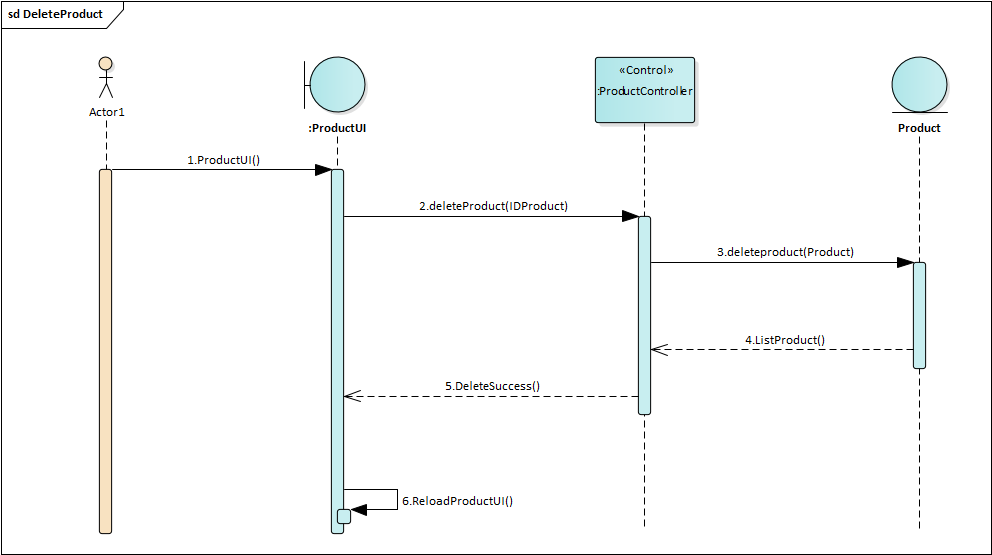 sd DeleteProduct
Actor1
:ProductUI
«Control»
:ProductController
Product
1.ProductUI()
2.deleteProduct(IDProduct)
3.deleteproduct(Product)
4.ListProduct()
5.DeleteSuccess()
6.ReloadProductUI()